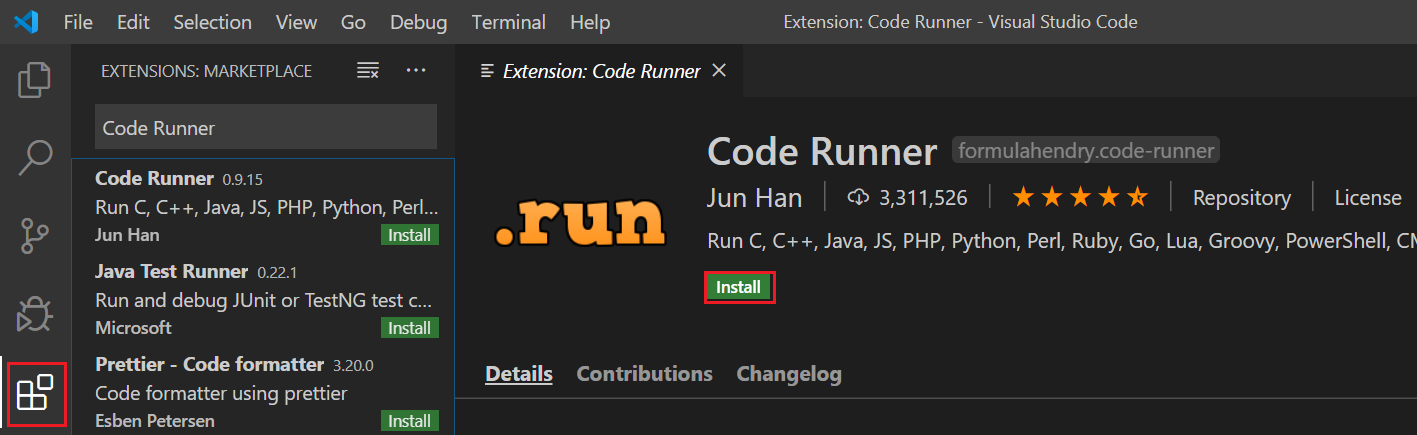 File Edit Selection View Go Debug Terminal Help Extension: Code Runner - Visual Studio Code
EXTENSIONS: MARKETPLACE
Code Runner
Code Runner 0.9.15
Run C, C++, Java, JS, PHP, Python, Perl...
Jun Han Install
Java Test Runner 0.22.1
Run and debug JUnit or TestNG test c...
Microsoft Install
Prettier - Code formatter 3.20.0
Code formatter using prettier
Esben Petersen Install
Extension: Code Runner
.run
Code Runner formulahendry.code-runner
Jun Han 3,311,526 Repository License
Run C, C++, Java, JS, PHP, Python, Perl, Ruby, Go, Lua, Groovy, PowerShell, CM
Install
Details Contributions Changelog